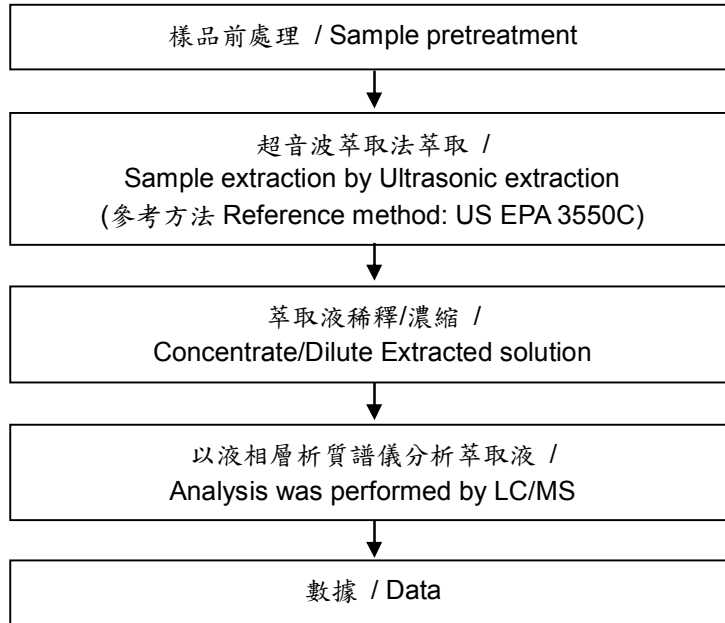 樣品前處理 / Sample pretreatment
超音波萃取法萃取 /
Sample extraction by Ultrasonic extraction
(參考方法 Reference method: US EPA 3550C)
萃取液稀釋/濃縮 /
Concentrate/Dilute Extracted solution
以液相層析質譜儀分析萃取液 /
Analysis was performed by LC/MS
數據 / Data